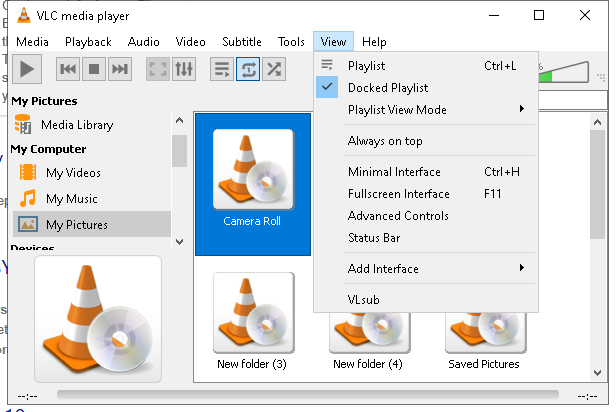 VLC media player
Media Playback Audio Video Subtitle Tools View Help
My Pictures
Media Library
My Computer
My Videos
My Music
My Pictures
Devices
Camera Roll
New folder (3)
New folder (4)
Saved Pictures
Playlist Ctrl+L
Docked Playlist
Playlist View Mode
Always on top
Minimal Interface Ctrl+H
Fullscreen Interface F11
Advanced Controls
Status Bar
Add Interface
VLsub
%
--:-- --:--